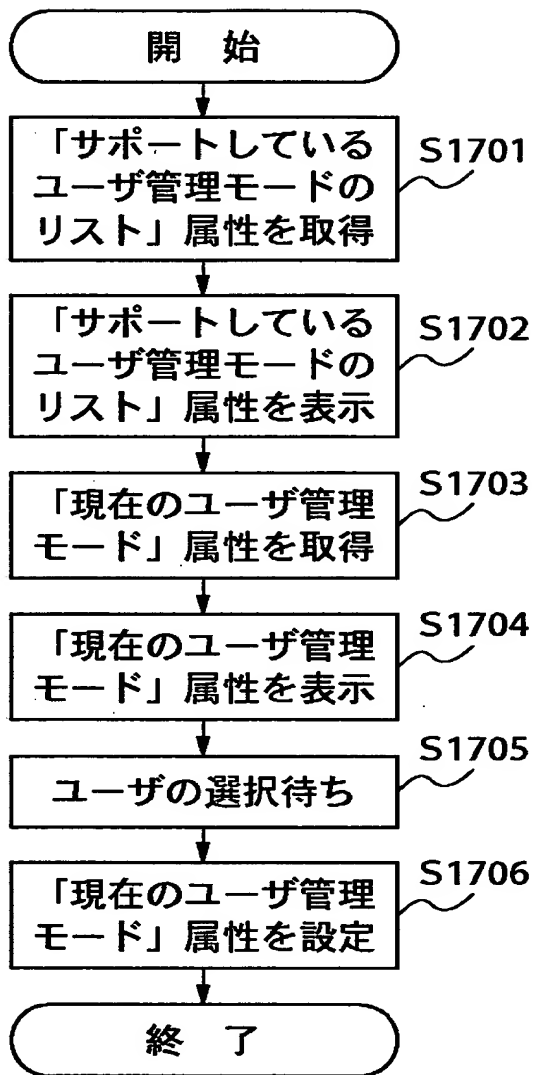 開　始
「サポートしている
ユーザ管理モードの
リスト」属性を取得
S1701
「サポートしている
ユーザ管理モードの
リスト」属性を表示
S1702
「現在のユーザ管理
モード」属性を取得
S1703
「現在のユーザ管理
モード」属性を表示
S1704
ユーザの選択待ち
S1705
「現在のユーザ管理
モード」属性を設定
S1706
終　了